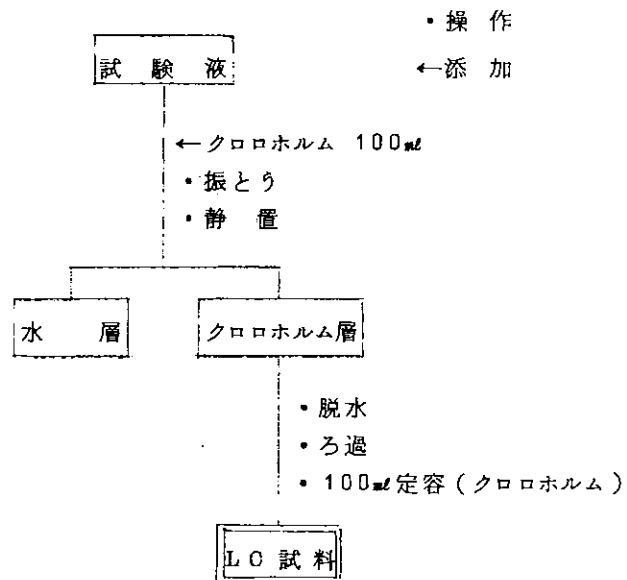 ・操 作
←添 加
試 験 液
←クロロホルム 100ml
・振とう
・静 置
水 層
クロロホルム層
・脱水
・ろ過
・100ml定容(クロロホルム)
LC試料